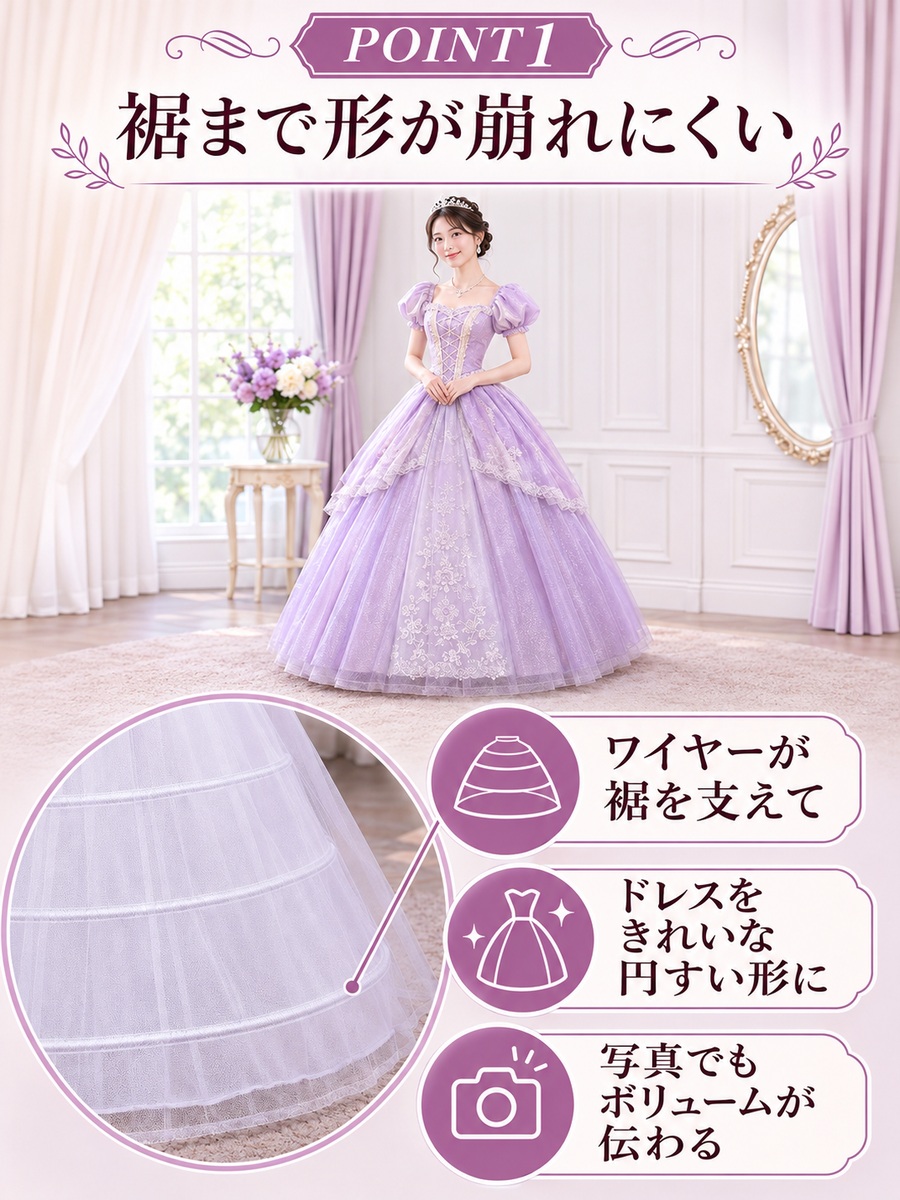 POINT1
裾まで形が崩れにくい
ワイヤーが
裾を支えて
ドレスを
きれいな
円すい形に
写真でも
ボリュームが
伝わる